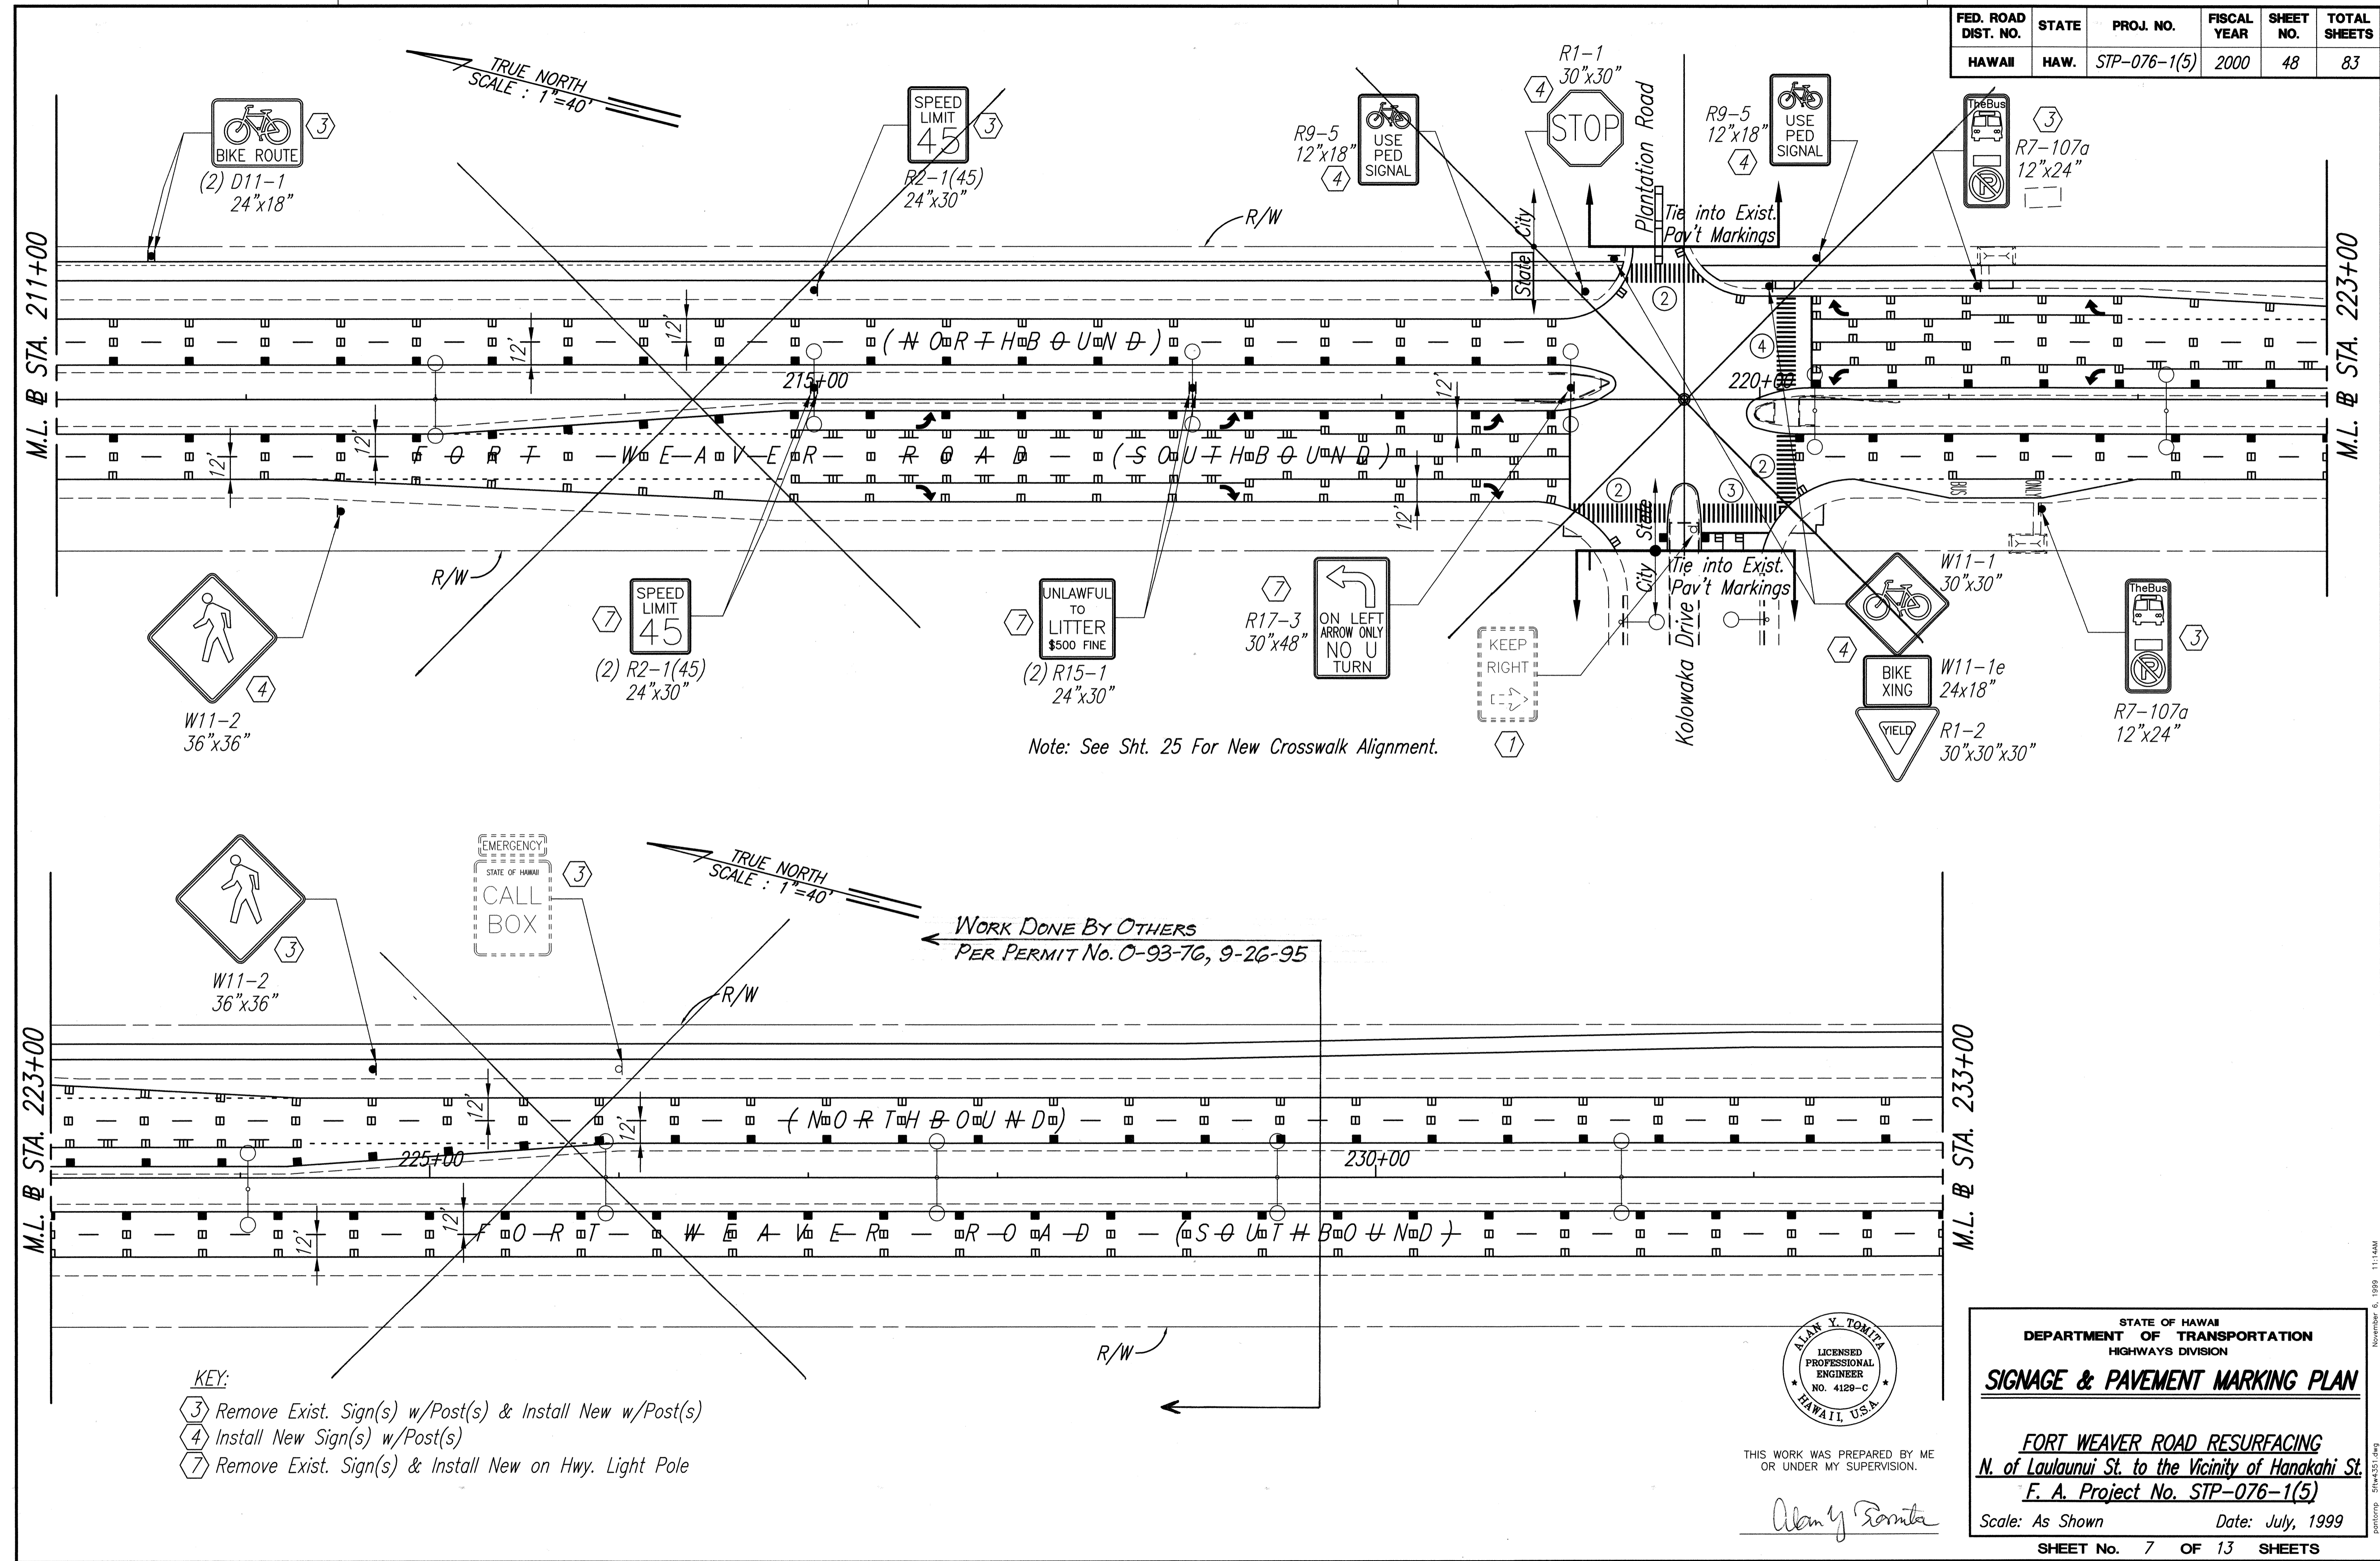 FED. ROAD DIST. NO.
STATE
PROJ. NO.
FISCAL YEAR
SHEET NO.
TOTAL SHEETS
HAWAII
HAW.
STP-076-1(5)
2000
48
83
TRUE NORTH
SCALE : 1"=40'
BIKE ROUTE
3
(2) D11-1
24"x18"
SPEED
LIMIT
45
3
R2-1(45)
24"x30"
R9-5
12"x18"
4
USE
PED
SIGNAL
R1-1
30"x30"
4
STOP
Plantation Road
R9-5
12"x18"
4
USE
PED
SIGNAL
TheBus
P
3
R7-107a
12"x24"
R/W
State
City
Tie into Exist.
Pav't Markings
M.L. BL STA. 211+00
M.L. BL STA. 223+00
12'
12'
(NORTHBOUND)
2
4
215+00
220+00
12'
12'
12'
FORT WEAVER ROAD (SOUTHBOUND)
12'
2
2
3
BUS
ONLY
R/W
City
State
Tie into Exist.
Pav't Markings
Kolowaka Drive
W11-2
36"x36"
4
7
SPEED
LIMIT
45
(2) R2-1(45)
24"x30"
7
UNLAWFUL
TO
LITTER
$500 FINE
(2) R15-1
24"x30"
7
R17-3
30"x48"
ON LEFT
ARROW ONLY
NO U
TURN
KEEP
RIGHT
1
W11-1
30"x30"
4
BIKE
XING
W11-1e
24x18"
YIELD
R1-2
30"x30"x30"
TheBus
P
3
R7-107a
12"x24"
Note: See Sht. 25 For New Crosswalk Alignment.
W11-2
36"x36"
3
EMERGENCY
STATE OF HAWAII
CALL
BOX
3
TRUE NORTH
SCALE : 1"=40'
WORK DONE BY OTHERS
PER PERMIT NO. O-93-76, 9-26-95
R/W
M.L. BL STA. 223+00
M.L. BL STA. 233+00
12'
12'
(NORTHBOUND)
225+00
230+00
12'
12'
FORT WEAVER ROAD (SOUTHBOUND)
R/W
KEY:
3 Remove Exist. Sign(s) w/Post(s) & Install New w/Post(s)
4 Install New Sign(s) w/Post(s)
7 Remove Exist. Sign(s) & Install New on Hwy. Light Pole
ALAN Y. TOMITA
LICENSED
PROFESSIONAL
ENGINEER
NO. 4129-C
HAWAII, U.S.A.
THIS WORK WAS PREPARED BY ME
OR UNDER MY SUPERVISION.
Alan Y Tomita
STATE OF HAWAII
DEPARTMENT OF TRANSPORTATION
HIGHWAYS DIVISION
SIGNAGE & PAVEMENT MARKING PLAN
FORT WEAVER ROAD RESURFACING
N. of Laulaunui St. to the Vicinity of Hanakahi St.
F. A. Project No. STP-076-1(5)
Scale: As Shown Date: July, 1999
SHEET No. 7 OF 13 SHEETS
November 6, 1999 11:14AM